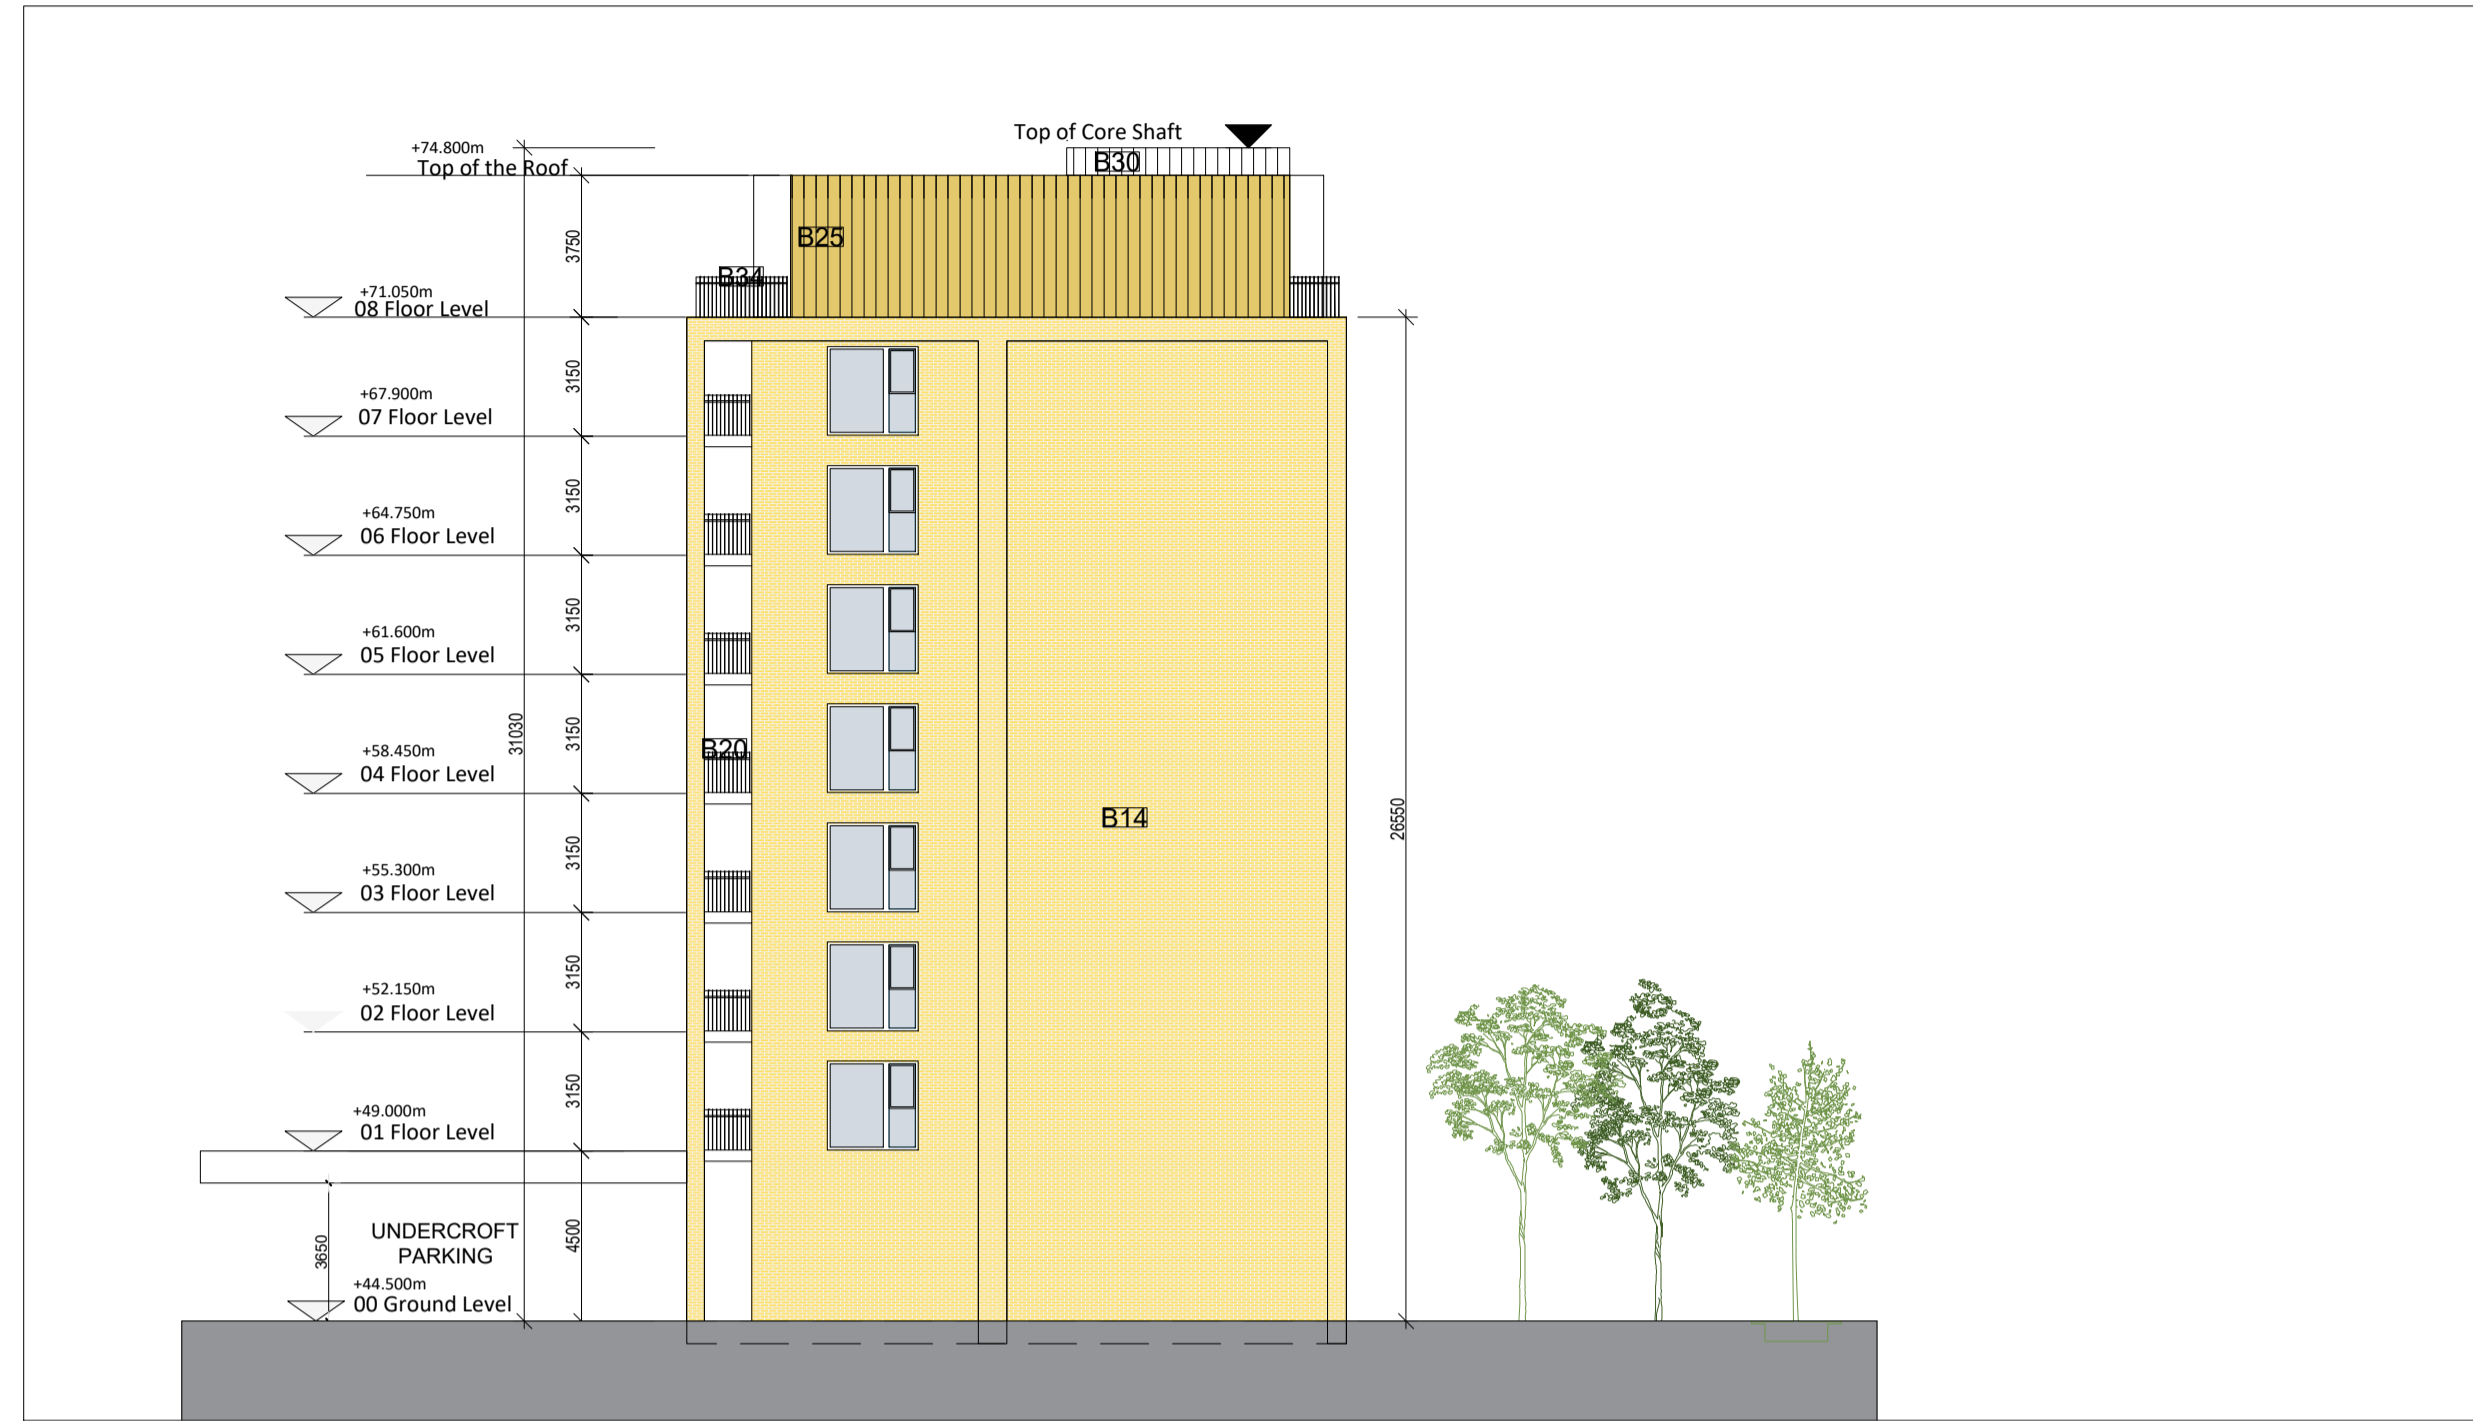 Top of Core Shaft
+74.800m
Top of the Roof
B30
3750
B25
B34
+71.050m
08 Floor Level
3150
+67.900m
07 Floor Level
3150
+64.750m
06 Floor Level
3150
+61.600m
05 Floor Level
31030
3150
+58.450m
04 Floor Level
B20
B14
26550
3150
+55.300m
03 Floor Level
3150
+52.150m
02 Floor Level
3150
+49.000m
01 Floor Level
3650
UNDERCROFT
PARKING
4500
+44.500m
00 Ground Level